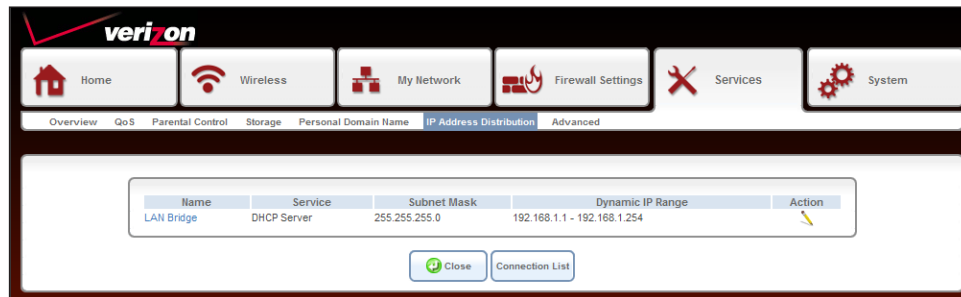 verizon
Home Wireless My Network Firewall Settings Services System
Overview QoS Parental Control Storage Personal Domain Name IP Address Distribution Advanced
Name Service Subnet Mask Dynamic IP Range Action
LAN Bridge DHCP Server 255.255.255.0 192.168.1.1 - 192.168.1.254
Close Connection List